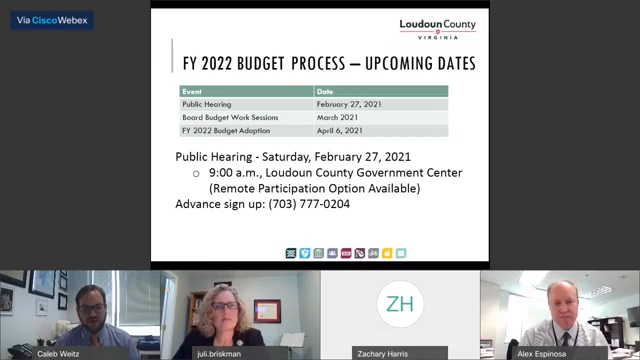 Via Cisco Webex
Loudoun County
VIRGINIA
FY 2022 BUDGET PROCESS – UPCOMING DATES
Event Date
Public Hearing February 27, 2021
Board Budget Work Sessions March 2021
FY 2022 Budget Adoption April 6, 2021
Public Hearing - Saturday, February 27, 2021
o 9:00 a.m., Loudoun County Government Center
(Remote Participation Option Available)
Advance sign up: (703) 777-0204
ZH
Caleb Weitz
juli.briskman
Zachary Harris
Alex Espinosa